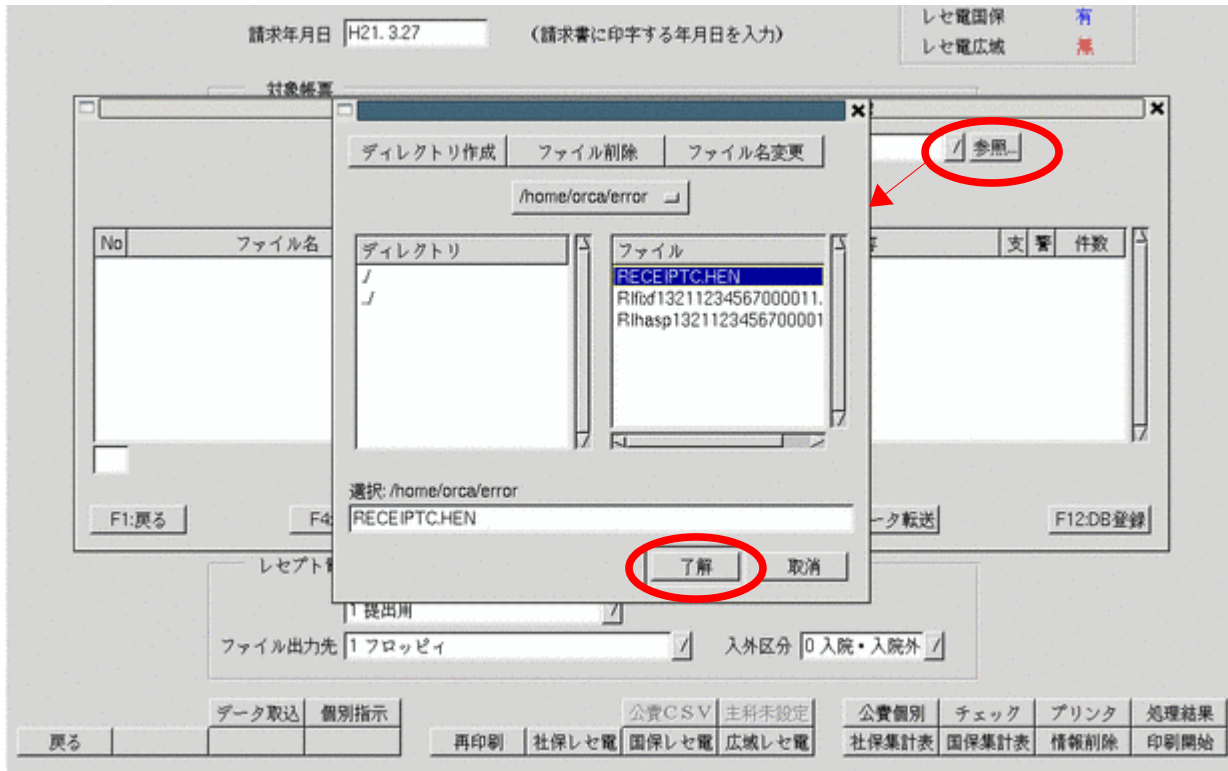 レセ電国保 有
請求年月日 H21. 3.27 (請求書に印字する年月日を入力)
レセ電広域 無
対象帳票
ディレクトリ作成 ファイル削除 ファイル名変更
参照...
/home/orca/error
No ファイル名
支 警 件数
ディレクトリ
ファイル
./
../
RECEIPTC.HEN
RIfixf13211234567000011.
RIhasp1321123456700001
選択: /home/orca/error
RECEIPTC.HEN
F1:戻る
F4:
ータ転送
F12:DB登録
了解 取消
レセプト
1 提出用
ファイル出力先 1 フロッピィ 入外区分 0 入院・入院外
データ取込 個別指示 公費CSV 主科未設定 公費個別 チェック プリンタ 処理結果
戻る 再印刷 社保レセ電 国保レセ電 広域レセ電 社保集計表 国保集計表 情報削除 印刷開始